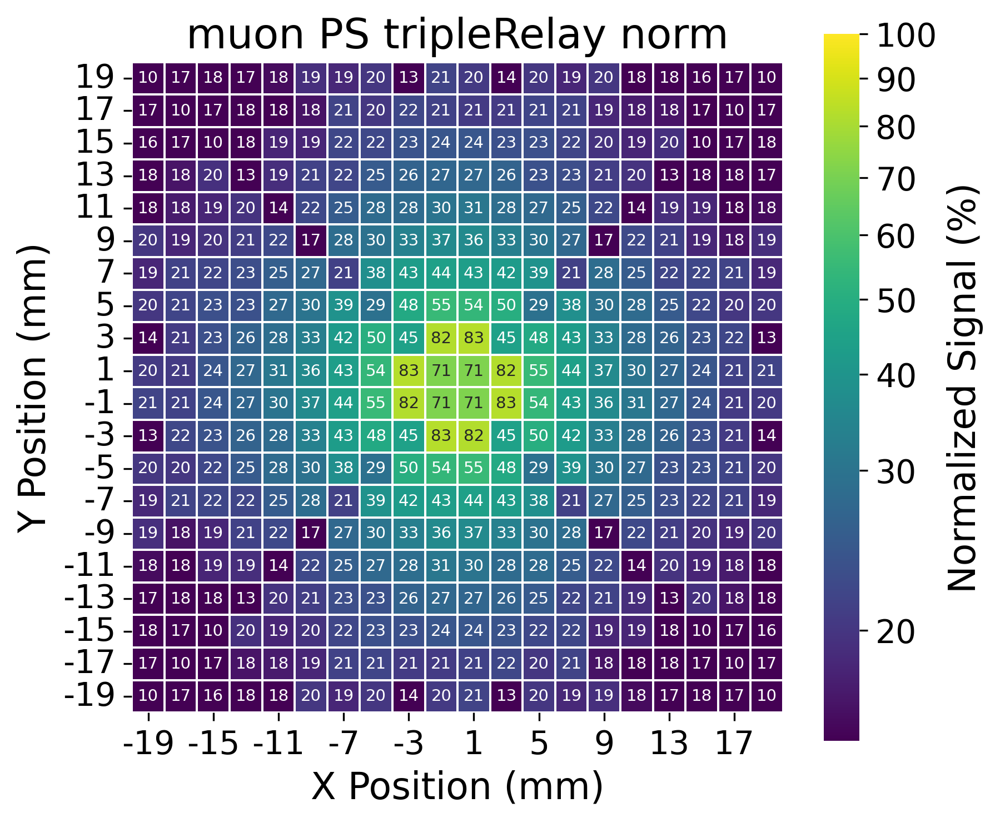 muon PS tripleRelay norm
19 10 17 18 17 18 19 19 20 13 21 20 14 20 19 20 18 18 16 17 10
17 17 10 17 18 18 18 21 20 22 21 21 21 21 21 19 18 18 17 10 17
15 16 17 10 18 19 19 22 22 23 24 24 23 23 22 20 19 20 10 17 18
13 18 18 20 13 19 21 22 25 26 27 27 26 23 23 21 20 13 18 18 17
11 18 18 19 20 14 22 25 28 28 30 31 28 27 25 22 14 19 19 18 18
9 20 19 20 21 22 17 28 30 33 37 36 33 30 27 17 22 21 19 18 19
7 19 21 22 23 25 27 21 38 43 44 43 42 39 21 28 25 22 22 21 19
5 20 21 23 23 27 30 39 29 48 55 54 50 29 38 30 28 25 22 20 20
3 14 21 23 26 28 33 42 50 45 82 83 45 48 43 33 28 26 23 22 13
1 20 21 24 27 31 36 43 54 83 71 71 82 55 44 37 30 27 24 21 21
-1 21 21 24 27 30 37 44 55 82 71 71 83 54 43 36 31 27 24 21 20
-3 13 22 23 26 28 33 43 48 45 83 82 45 50 42 33 28 26 23 21 14
-5 20 20 22 25 28 30 38 29 50 54 55 48 29 39 30 27 23 23 21 20
-7 19 21 22 22 25 28 21 39 42 43 44 43 38 21 27 25 23 22 21 19
-9 19 18 19 21 22 17 27 30 33 36 37 33 30 28 17 22 21 20 19 20
-11 18 18 19 19 14 22 25 27 28 31 30 28 28 25 22 14 20 19 18 18
-13 17 18 18 13 20 21 23 23 26 27 27 26 25 22 21 19 13 20 18 18
-15 18 17 10 20 19 20 22 23 23 24 24 23 22 22 19 19 18 10 17 16
-17 17 10 17 18 18 19 21 21 21 21 21 22 20 21 18 18 18 17 10 17
-19 10 17 16 18 18 20 19 20 14 20 21 13 20 19 19 18 17 18 17 10
-19 -15 -11 -7 -3 1 5 9 13 17
X Position (mm)
Y Position (mm)
100
90
80
70
60
50
40
30
20
Normalized Signal (%)